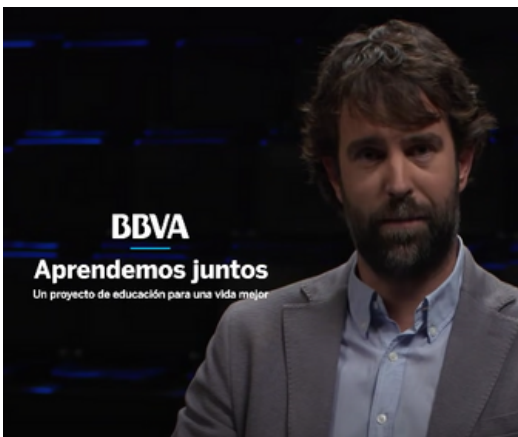 BBVA
Aprendemos juntos
Un proyecto de educación para una vida mejor